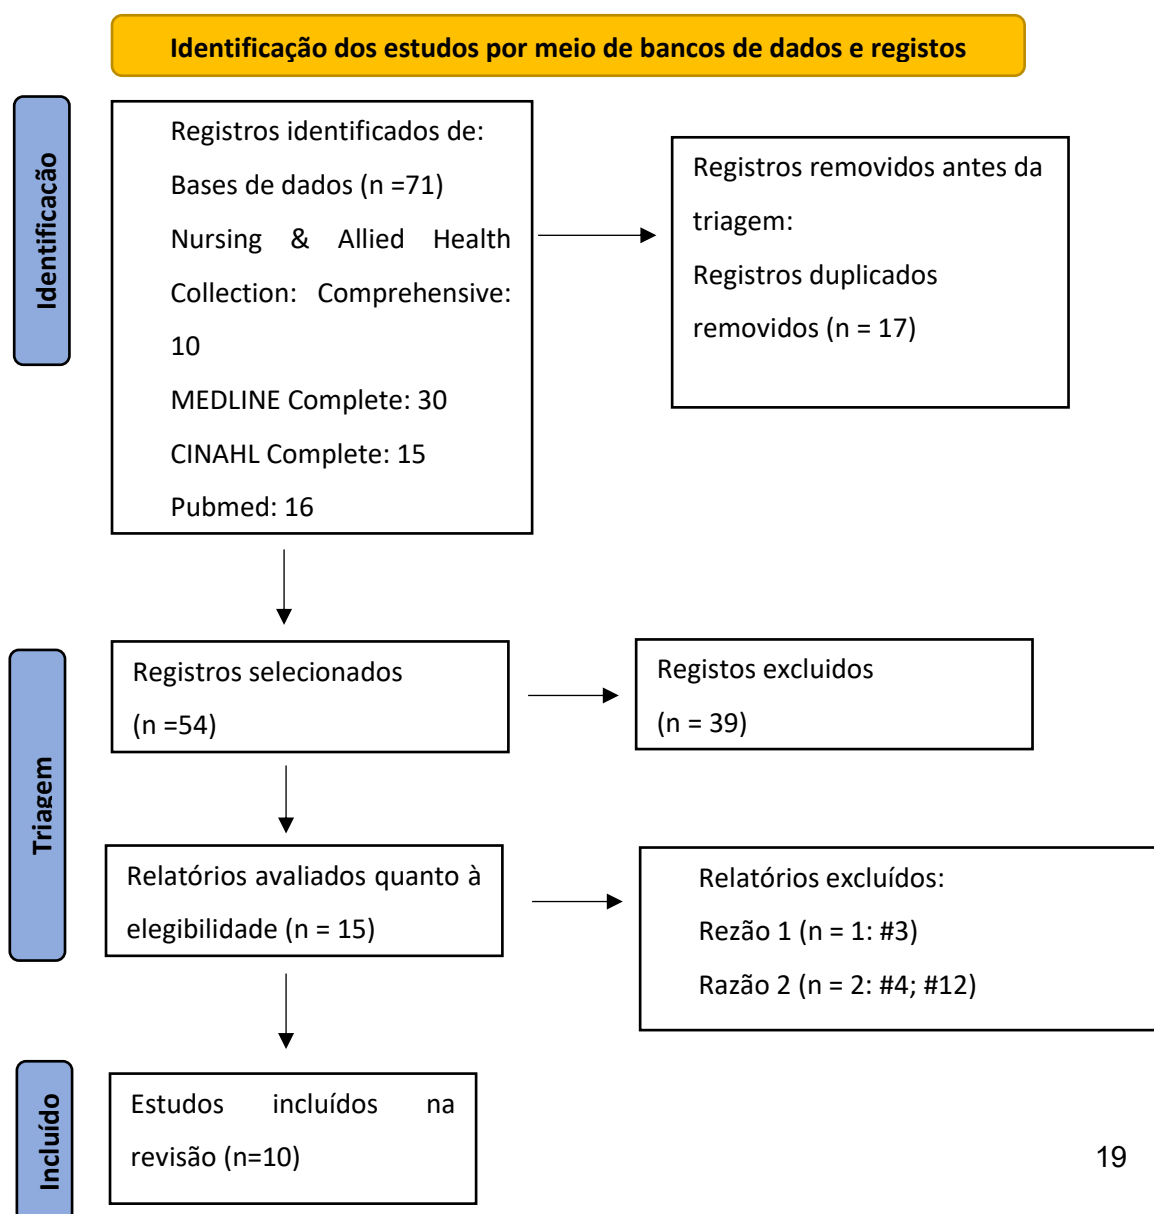 Identificação dos estudos por meio de bancos de dados e registos
Identificação
Registros identificados de:
Bases de dados (n =71)
Nursing & Allied Health
Collection: Comprehensive:
10
MEDLINE Complete: 30
CINAHL Complete: 15
Pubmed: 16
Registros removidos antes da
triagem:
Registros duplicados
removidos (n = 17)
Triagem
Registros selecionados
(n =54)
Registos excluidos
(n = 39)
Relatórios avaliados quanto à
elegibilidade (n = 15)
Relatórios excluídos:
Rezão 1 (n = 1: #3)
Razão 2 (n = 2: #4; #12)
Incluído
Estudos incluídos na
revisão (n=10)
19